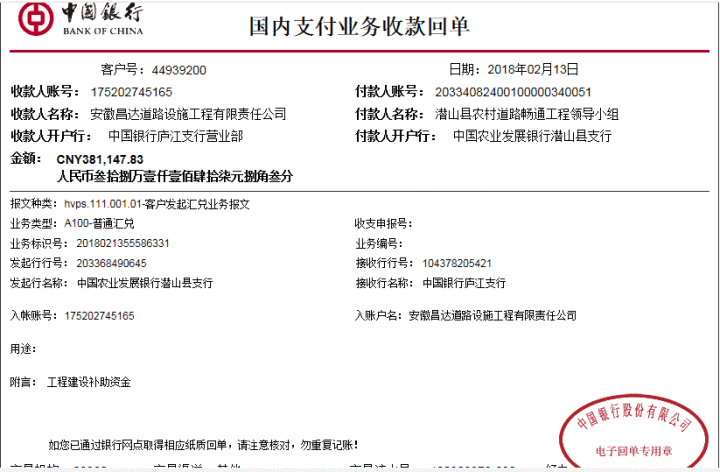 中国银行
BANK OF CHINA
国内支付业务收款回单
客户号：44939200 日期：2018年02月13日
收款人账号：175202745165 付款人账号：20334082400100000340051
收款人名称：安徽昌达道路设施工程有限责任公司 付款人名称：潜山县农村道路畅通工程领导小组
收款人开户行：中国银行庐江支行营业部 付款人开户行：中国农业发展银行潜山县支行
金额：CNY381,147.83
人民币叁拾捌万壹仟壹佰肆拾柒元捌角叁分
报文种类：hvps.111.001.01-客户发起汇兑业务报文
业务类型：A100-普通汇兑 收支申报号：
业务标识号：2018021355586331 业务编号：
发起行行号：203368490645 接收行行号：104378205421
发起行名称：中国农业发展银行潜山县支行 接收行名称：中国银行庐江支行
入帐账号：175202745165 入账户名：安徽昌达道路设施工程有限责任公司
用途：
附言：工程建设补助资金
中国银行股份有限公司
电子回单专用章
如您已通过银行网点取得相应纸质回单，请注意核对，勿重复记账！